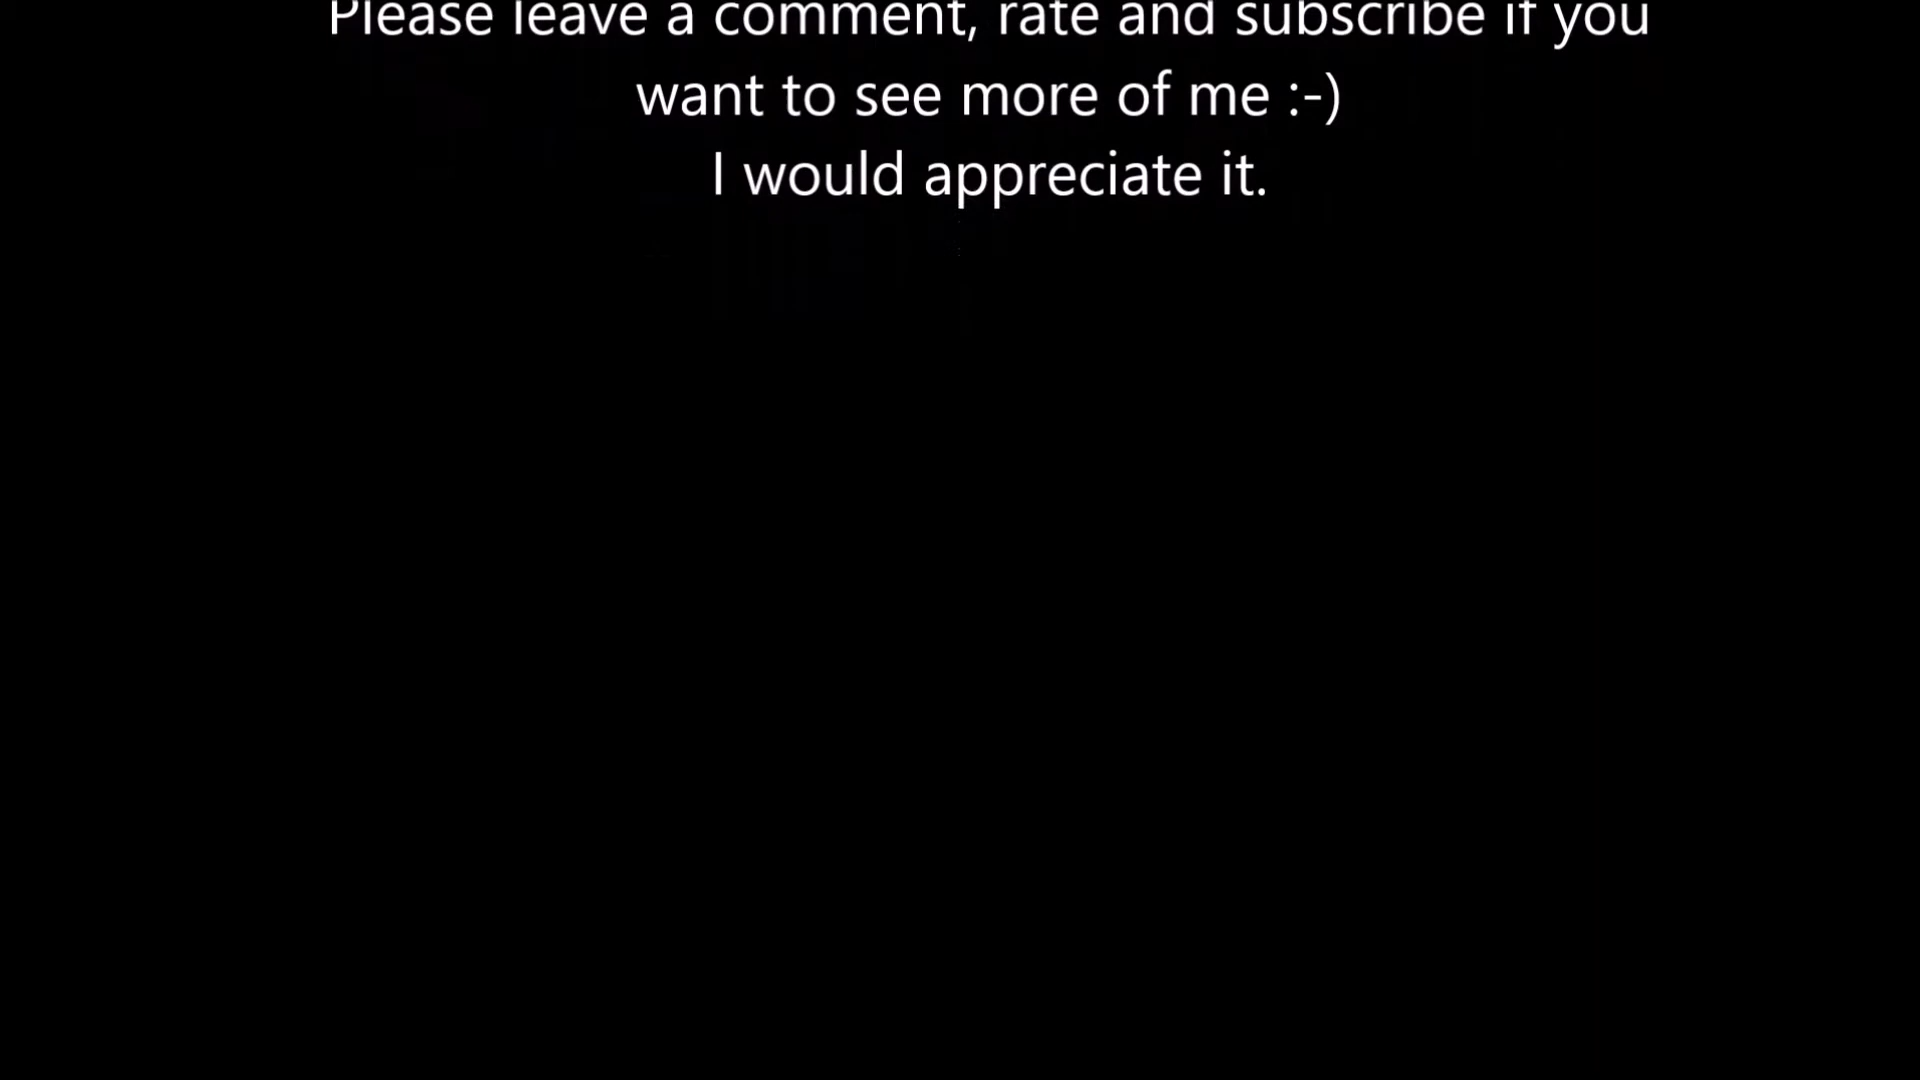 Please leave a comment, rate and subscribe if you
want to see more of me :-)
I would appreciate it.